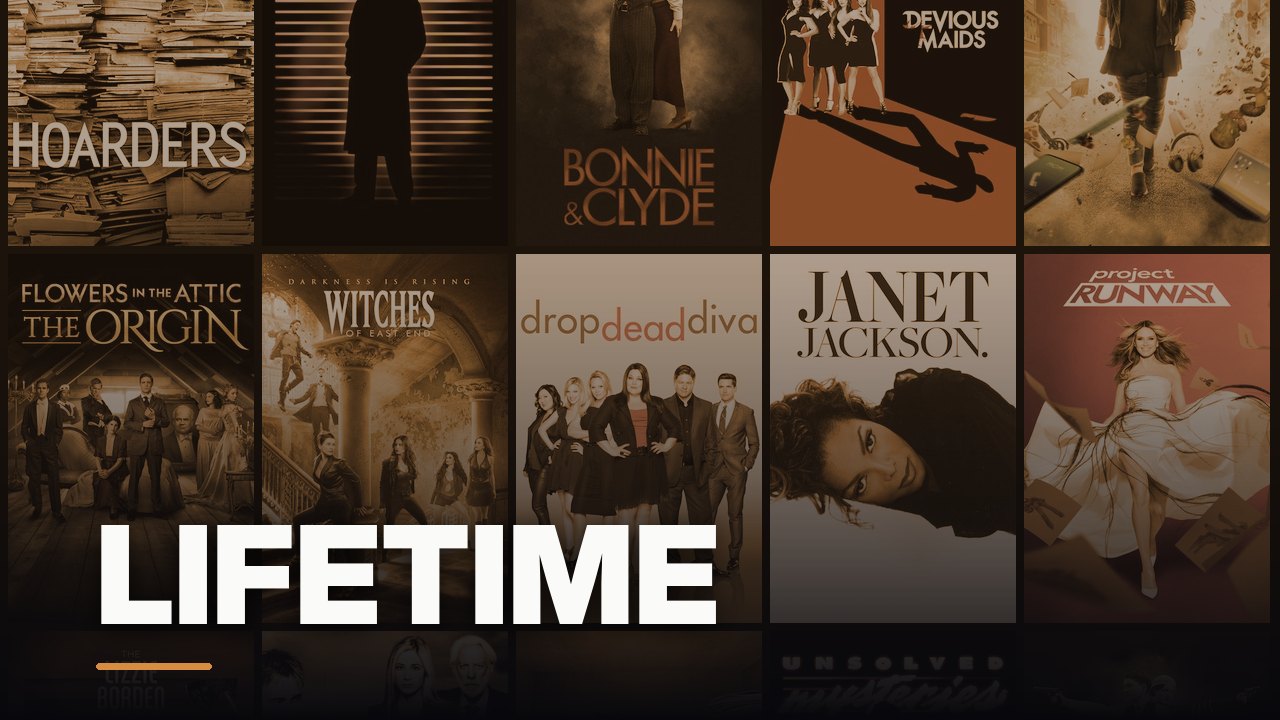 DEVIOUS
MAIDS
HOARDERS
BONNIE
& CLYDE
FLOWERS IN THE ATTIC
THE ORIGIN
DARKNESS IS RISING
WITCHES
OF EAST END
dropdeaddiva
JANET
JACKSON.
project
RUNWAY
LIFETIME
THE
LIZZIE
BORDEN
UNSOLVED
mysteries